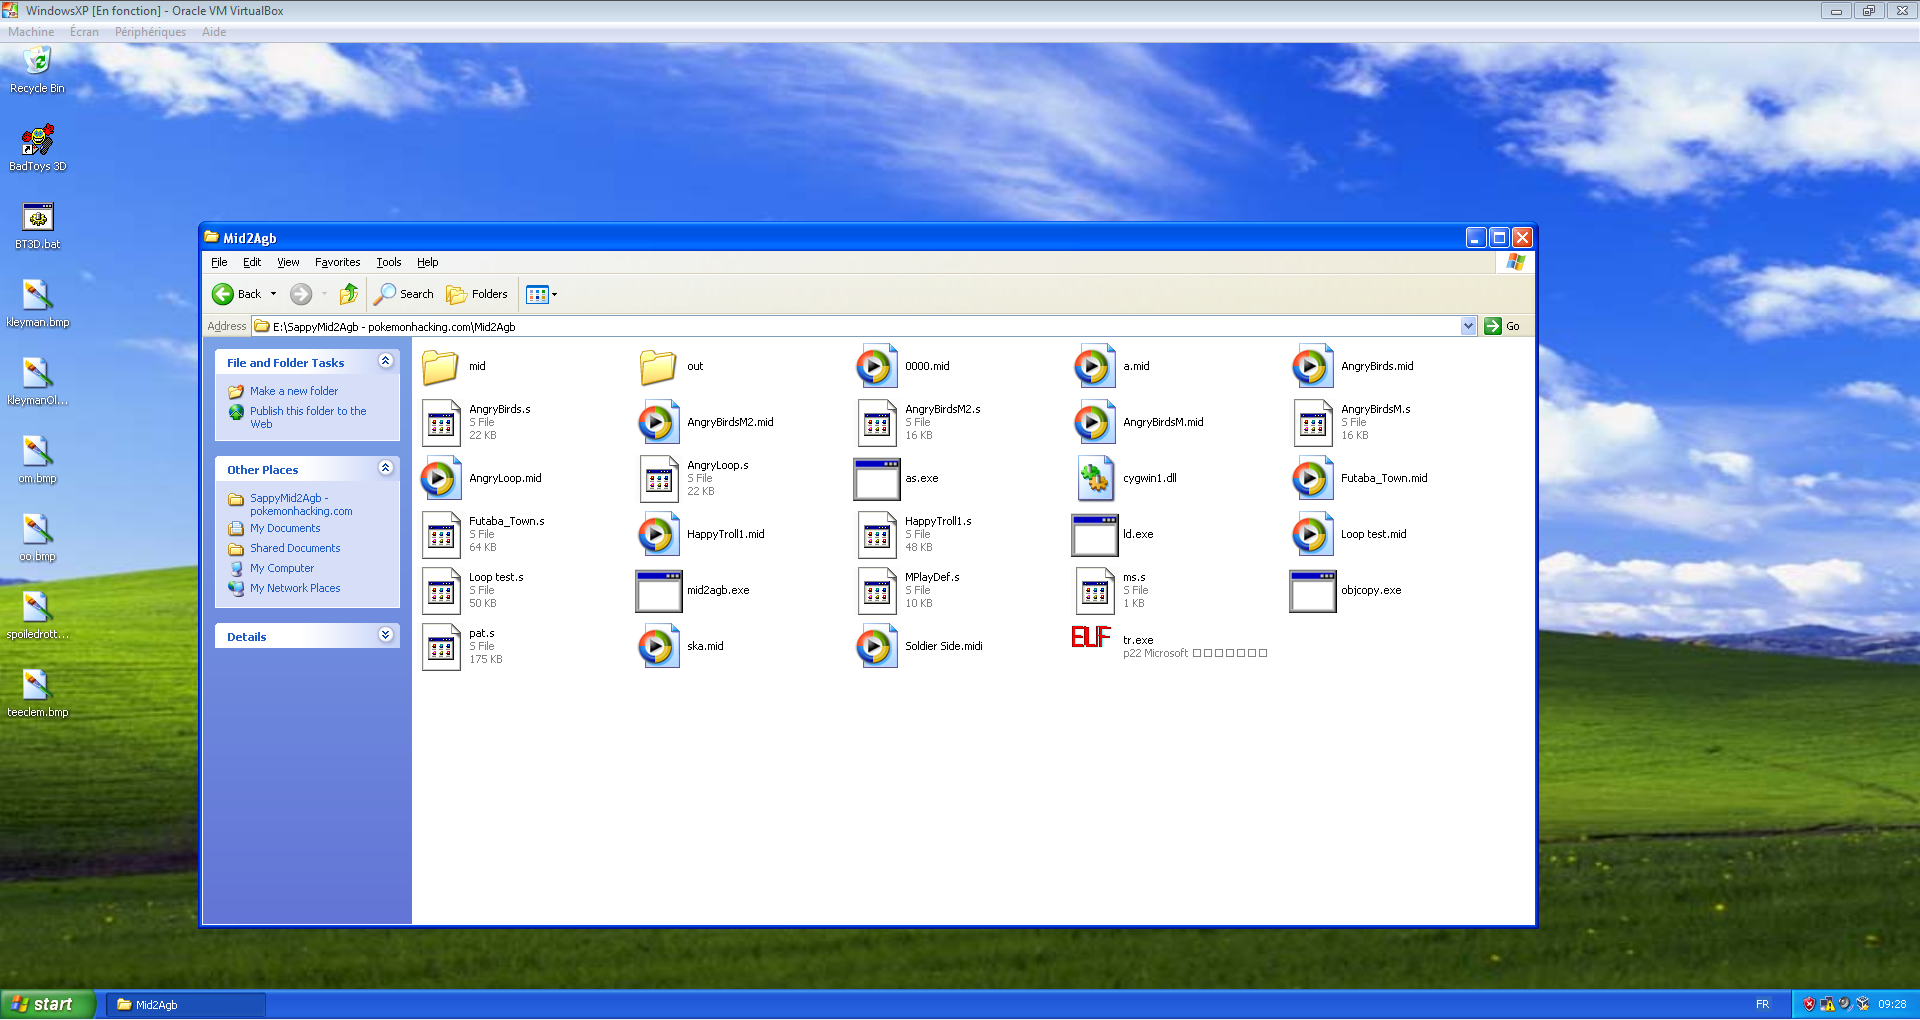 WindowsXP [En fonction] - Oracle VM VirtualBox
Machine Écran Périphériques Aide
Recycle Bin
BadToys 3D
BT3D.bat
kleyman.bmp
kleymanOl...
om.bmp
oo.bmp
spoiledrott...
teeclem.bmp
Mid2Agb
File Edit View Favorites Tools Help
Back Search Folders
Address E:\SappyMid2Agb - pokemonhacking.com\Mid2Agb Go
File and Folder Tasks
Make a new folder
Publish this folder to the
Web
Other Places
SappyMid2Agb -
pokemonhacking.com
My Documents
Shared Documents
My Computer
My Network Places
Details
mid
out
0000.mid
a.mid
AngryBirds.mid
AngryBirds.s
S File
22 KB
AngryBirdsM2.mid
AngryBirdsM2.s
S File
16 KB
AngryBirdsM.mid
AngryBirdsM.s
S File
16 KB
AngryLoop.mid
AngryLoop.s
S File
22 KB
as.exe
cygwin1.dll
Futaba_Town.mid
Futaba_Town.s
S File
64 KB
HappyTroll1.mid
HappyTroll1.s
S File
48 KB
ld.exe
Loop test.mid
Loop test.s
S File
50 KB
mid2agb.exe
MPlayDef.s
S File
10 KB
ms.s
S File
1 KB
objcopy.exe
pat.s
S File
175 KB
ska.mid
Soldier Side.midi
ELF
tr.exe
p22 Microsoft □□□□□□□
start Mid2Agb FR 09:28